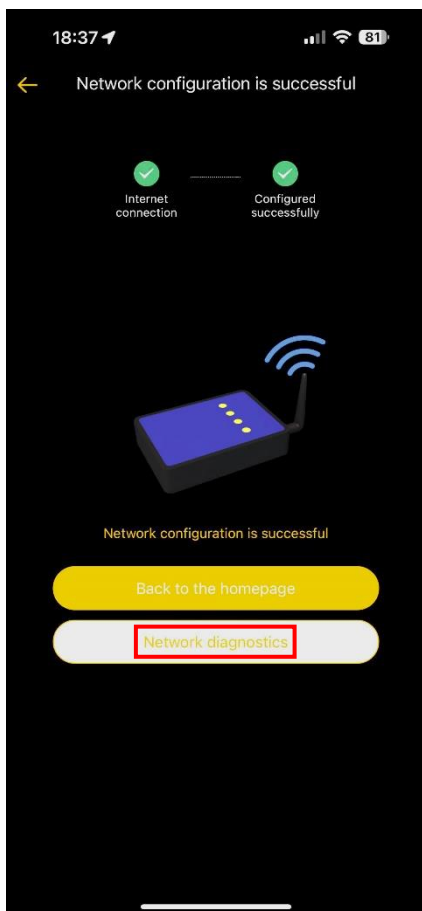 18:37
81
Network configuration is successful
Internet
connection
Configured
successfully
Network configuration is successful
Back to the homepage
Network diagnostics